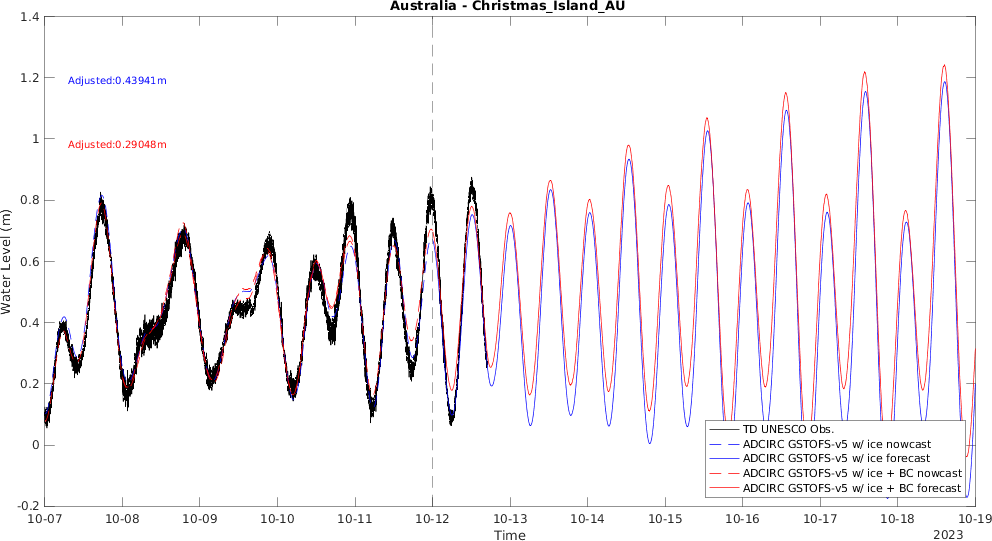 Australia - Christmas_Island_AU
1.4
1.2
1
0.8
0.6
0.4
0.2
0
-0.2
Water Level (m)
Adjusted:0.43941m
Adjusted:0.29048m
TD UNESCO Obs.
ADCIRC GSTOFS-v5 w/ ice nowcast
ADCIRC GSTOFS-v5 w/ ice forecast
ADCIRC GSTOFS-v5 w/ ice + BC nowcast
ADCIRC GSTOFS-v5 w/ ice + BC forecast
10-07 10-08 10-09 10-10 10-11 10-12 10-13 10-14 10-15 10-16 10-17 10-18 10-19
Time
2023